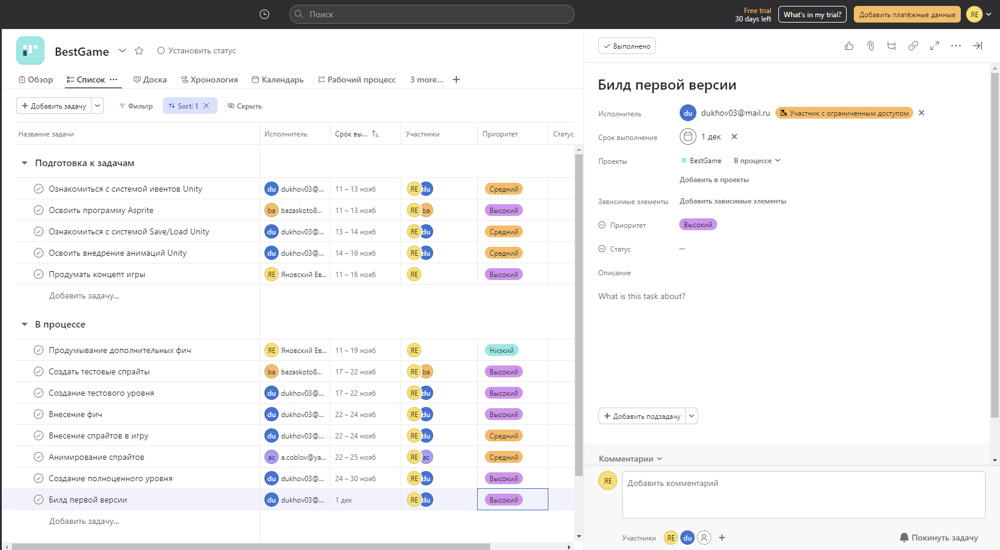 Поиск
Free trial
30 days left
What's in my trial?
Добавить платёжные данные
ЯЕ
BestGame
Установить статус
Обзор
Список
Доска
Хронология
Календарь
Рабочий процесс
3 more...
Добавить задачу
Фильтр
Sort: 1
Скрыть
Название задачи Исполнитель Срок вы... Участники Приоритет Статус
Подготовка к задачам
Ознакомиться с системой ивентов Unity du dukhov03@... 11 – 13 нояб ЯЕ du Средний
Освоить программу Asprite ba bazaskoto8... 11 – 13 нояб ЯЕ ba Высокий
Ознакомиться с системой Save/Load Unity du dukhov03@... 13 – 14 нояб ЯЕ du Средний
Освоить внедрение анимаций Unity du dukhov03@... 14 – 16 нояб ЯЕ du Средний
Продумать концепт игры ЯЕ Яновский Ев... 11 – 16 нояб ЯЕ Высокий
Добавить задачу...
В процессе
Продумывание дополнительных фич ЯЕ Яновский Ев... 11 – 19 нояб ЯЕ Низкий
Создать тестовые спрайты ba bazaskoto8... 17 – 22 нояб ЯЕ ba Высокий
Создание тестового уровня du dukhov03@... 17 – 22 нояб ЯЕ du Высокий
Внесение фич du dukhov03@... 22 – 24 нояб ЯЕ du Высокий
Внесение спрайтов в игру du dukhov03@... 22 – 24 нояб ЯЕ du Средний
Анимирование спрайтов ac a.coblov@ya... 22 – 25 нояб ЯЕ ac Средний
Создание полноценного уровня du dukhov03@... 24 – 30 нояб ЯЕ du Высокий
Билд первой версии du dukhov03@... 1 дек ЯЕ du Высокий
Добавить задачу...
Выполнено
Билд первой версии
Исполнитель du dukhov03@mail.ru Участник с ограниченным доступом
Срок выполнения 1 дек
Проекты BestGame В процессе
Добавить в проекты
Зависимые элементы Добавить зависимые элементы
Приоритет Высокий
Статус —
Описание
What is this task about?
Добавить подзадачу
Комментарии
ЯЕ Добавить комментарий
Участники ЯЕ du Покинуть задачу